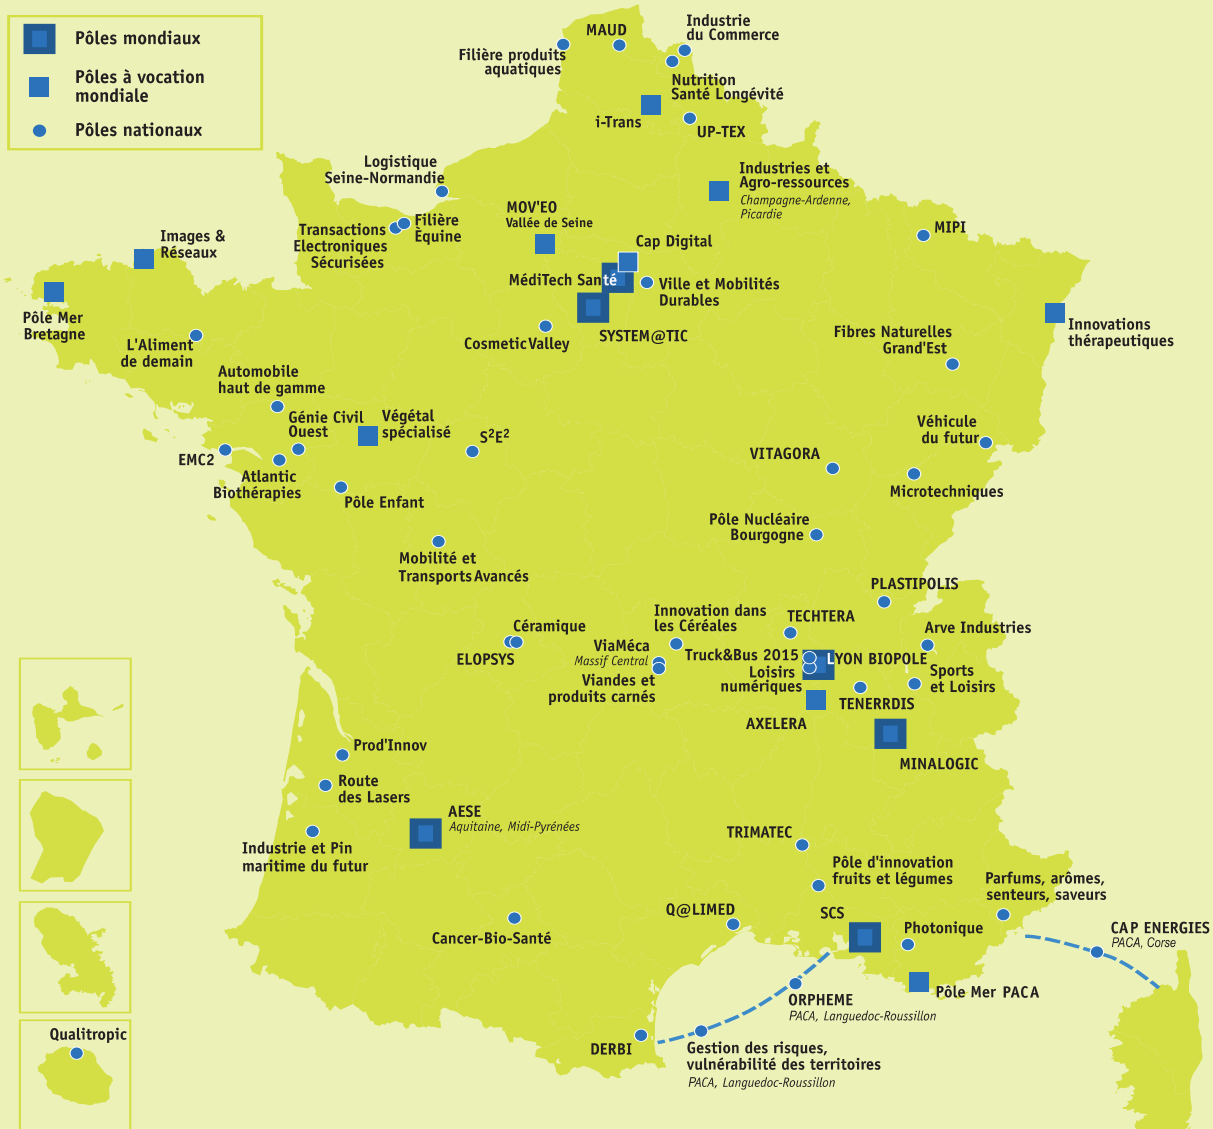 Pôles mondiaux
Pôles à vocation
mondiale
Pôles nationaux
MAUD
Industrie
du Commerce
Filière produits
aquatiques
Nutrition
Santé Longévité
i-Trans
UP-TEX
Logistique
Seine-Normandie
Industries et
Agro-ressources
Champagne-Ardenne,
Picardie
MOV'EO
Vallée de Seine
Transactions
Electroniques
Sécurisées
Filière
Equine
Images &
Réseaux
Cap Digital
MIPI
MédiTech Santé
Ville et Mobilités
Durables
Pôle Mer
Bretagne
SYSTEM@TIC
CosmeticValley
L'Aliment
de demain
Fibres Naturelles
Grand'Est
Innovations
thérapeutiques
Automobile
haut de gamme
Génie Civil
Ouest
Végétal
spécialisé
S²E²
Véhicule
du futur
EMC2
VITAGORA
Atlantic
Biothérapies
Pôle Enfant
Microtechniques
Pôle Nucléaire
Bourgogne
Mobilité et
Transports Avancés
PLASTIPOLIS
Innovation dans
les Céréales
TECHTERA
Céramique
ELOPSYS
Arve Industries
ViaMéca
Massif Central
Truck&Bus 2015
LYON BIOPOLE
Viandes et
produits carnés
Loisirs
numériques
Sports
et Loisirs
TENERRDIS
AXELERA
Prod'Innov
MINALOGIC
Route
des Lasers
AESE
Aquitaine, Midi-Pyrénées
Industrie et Pin
maritime du futur
TRIMATEC
Pôle d'innovation
fruits et légumes
Parfums, arômes,
senteurs, saveurs
Q@LIMED
SCS
Photonique
CAP ENERGIES
PACA, Corse
Cancer-Bio-Santé
Pôle Mer PACA
ORPHEME
PACA, Languedoc-Roussillon
DERBI
Gestion des risques,
vulnérabilité des territoires
PACA, Languedoc-Roussillon
Qualitropic